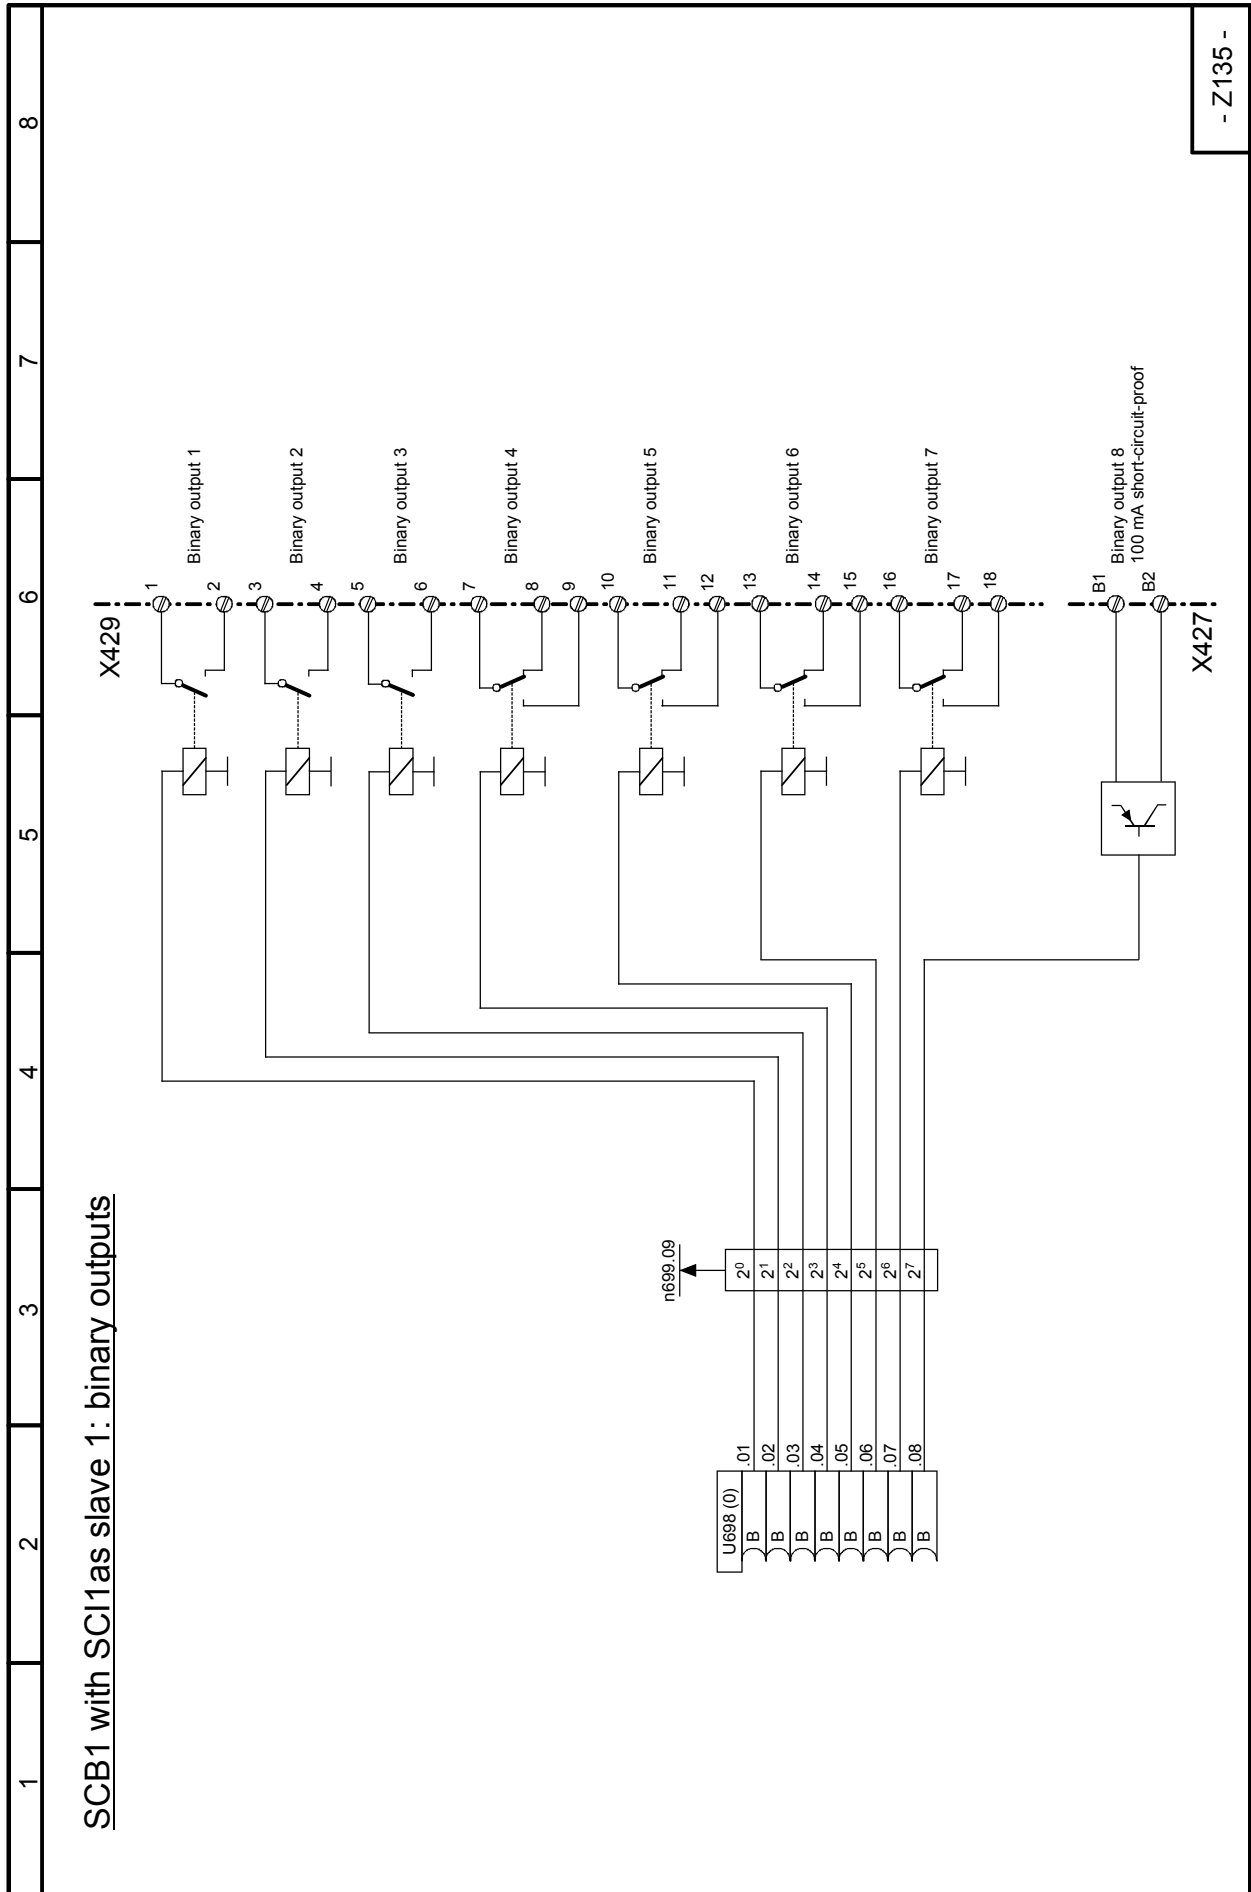 SCB1 with SCI1as slave 1: binary outputs
U698 (0)
B .01
B .02
B .03
B .04
B .05
B .06
B .07
B .08
n699.09
2⁰
2¹
2²
2³
2⁴
2⁵
2⁶
2⁷
X429
1
2
Binary output 1
3
4
Binary output 2
5
6
Binary output 3
7
8
9
Binary output 4
10
11
12
Binary output 5
13
14
15
Binary output 6
16
17
18
Binary output 7
B1
B2
Binary output 8
100 mA short-circuit-proof
X427
1 2 3 4 5 6 7 8
- Z135 -